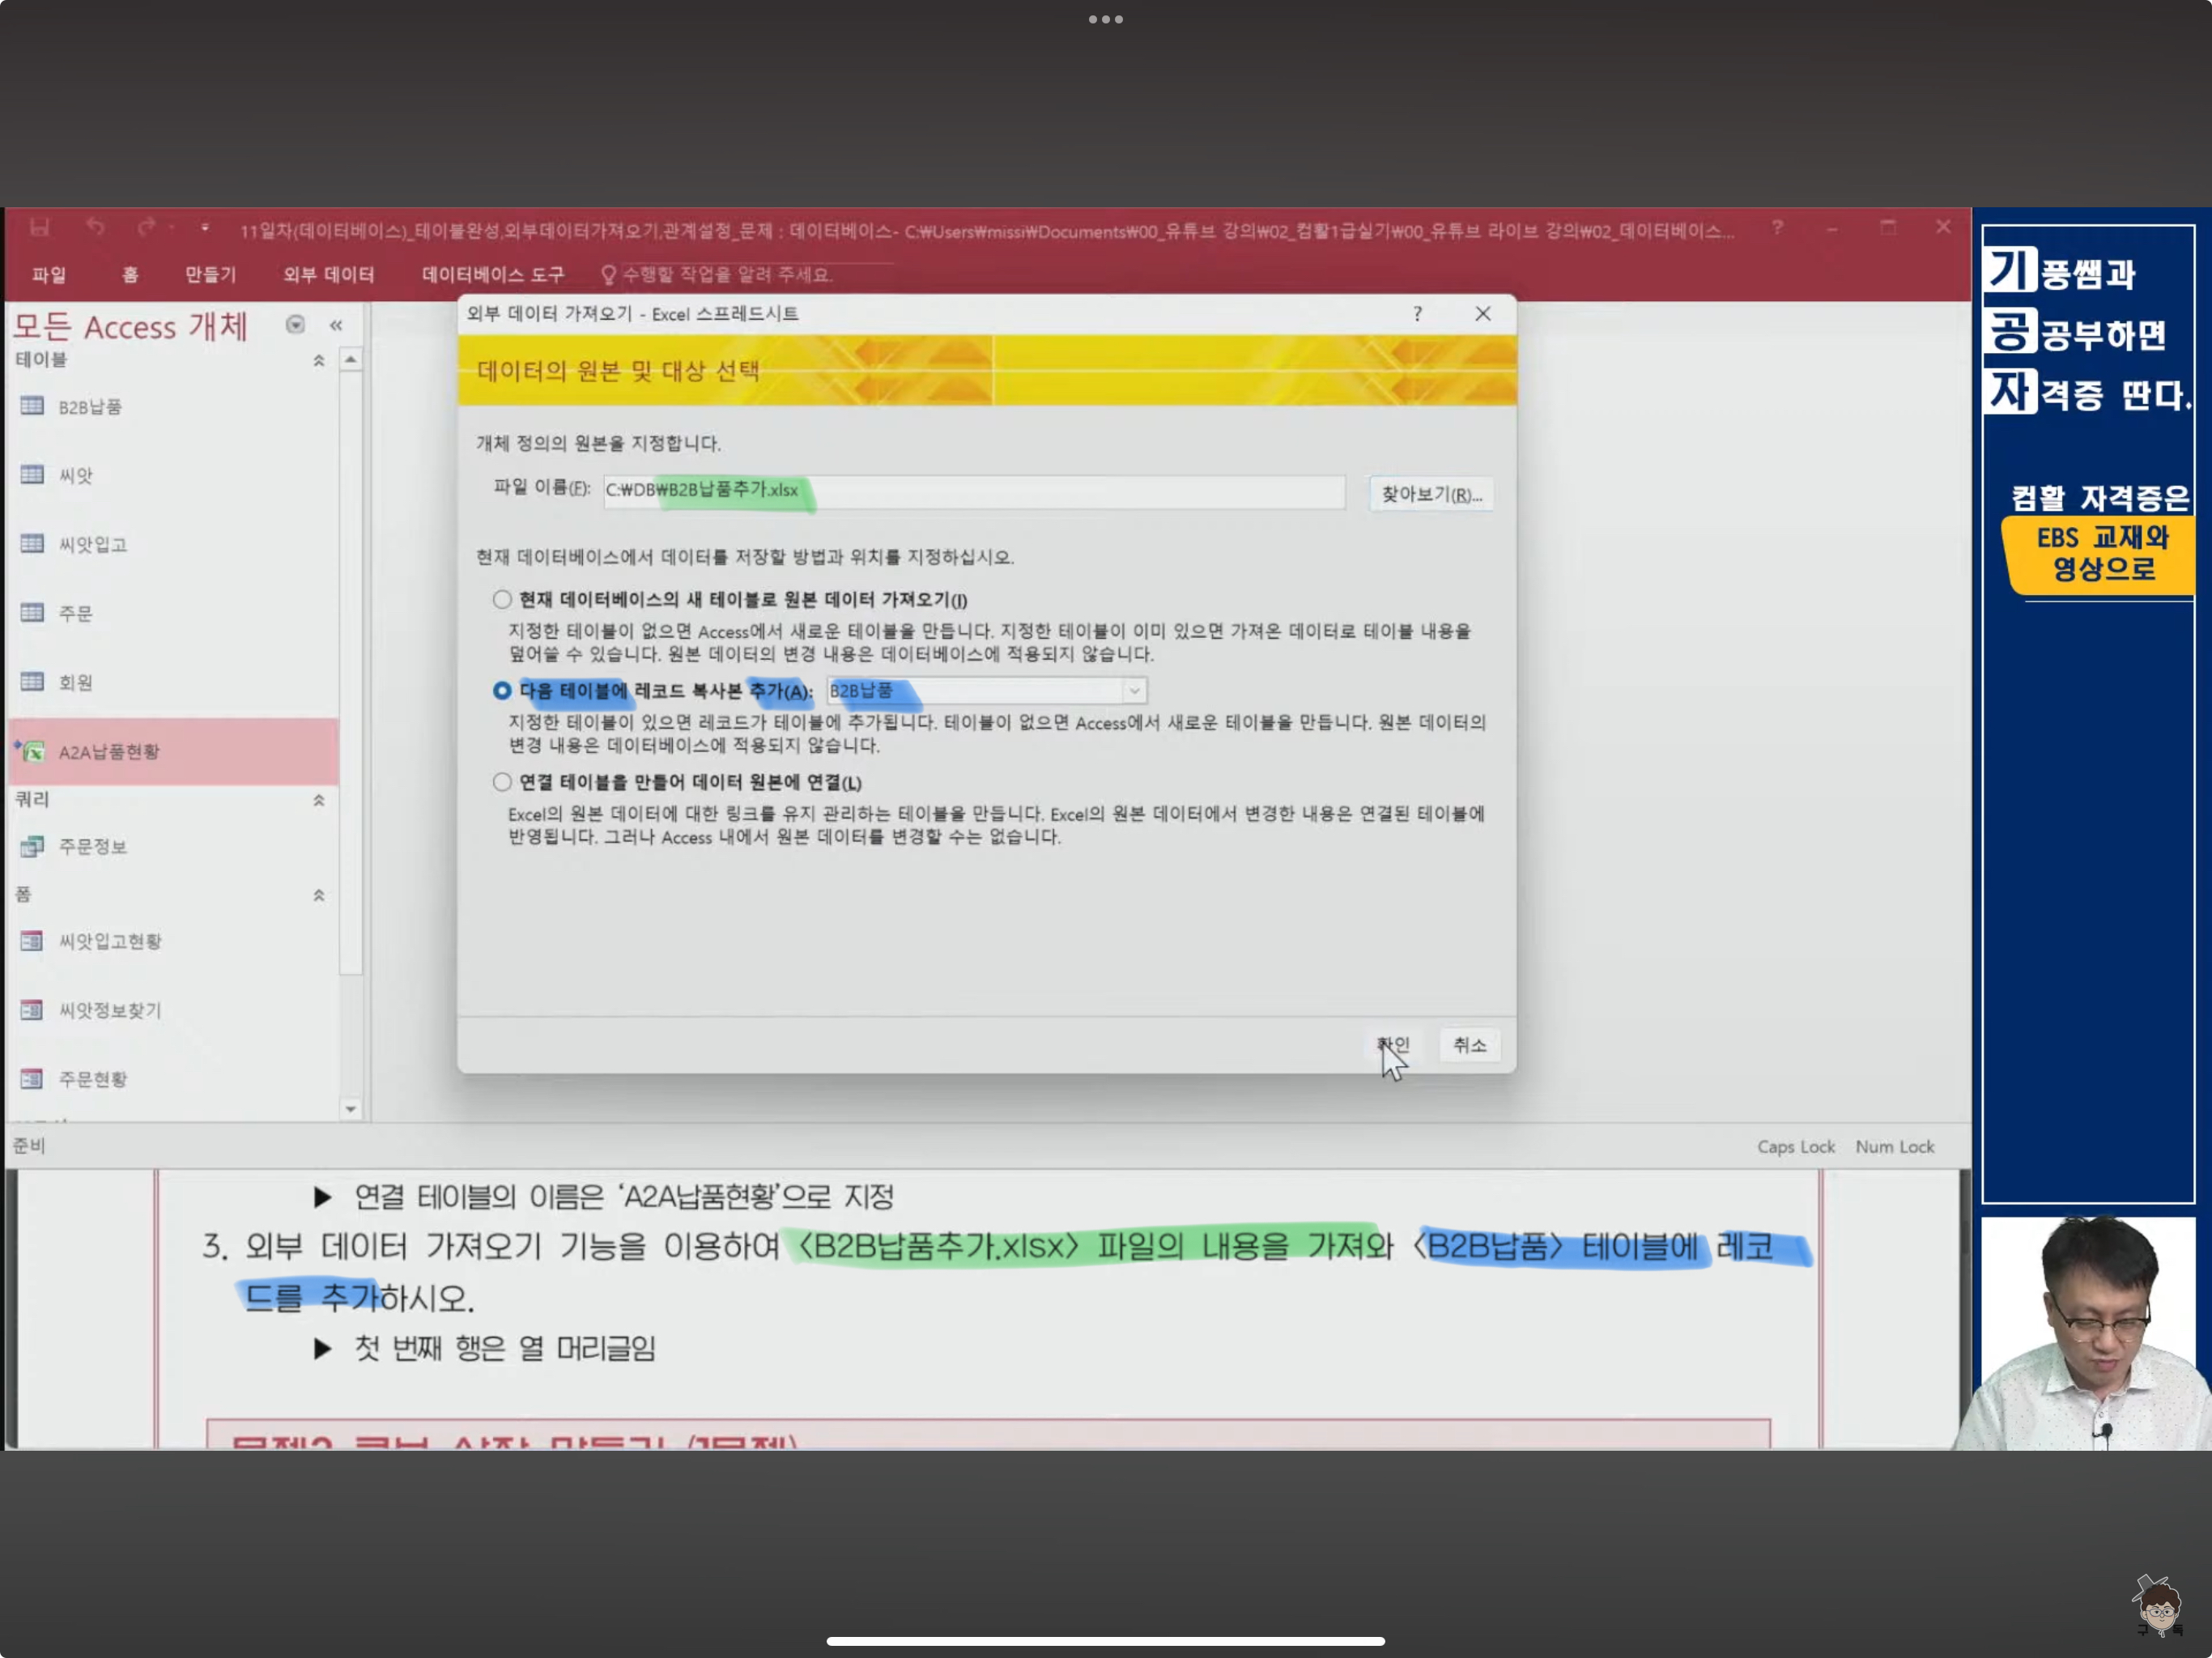 11일차(데이터베이스)_테이블완성,외부데이터가져오기,관계설정_문제 : 데이터베이스- C:₩Users₩missi₩Documents₩00_유튜브 강의₩02_컴활1급실기₩00_유튜브 라이브 강의₩02_데이터베이스...
?
파일 홈 만들기 외부 데이터 데이터베이스 도구 수행할 작업을 알려 주세요.
모든 Access 개체 «
테이블
B2B납품
씨앗
씨앗입고
주문
회원
A2A납품현황
쿼리
주문정보
폼
씨앗입고현황
씨앗정보찾기
주문현황
준비
Caps Lock Num Lock
외부 데이터 가져오기 - Excel 스프레드시트
?
데이터의 원본 및 대상 선택
개체 정의의 원본을 지정합니다.
파일 이름(F): C:₩DB₩B2B납품추가.xlsx 찾아보기(R)...
현재 데이터베이스에서 데이터를 저장할 방법과 위치를 지정하십시오.
현재 데이터베이스의 새 테이블로 원본 데이터 가져오기(I)
지정한 테이블이 없으면 Access에서 새로운 테이블을 만듭니다. 지정한 테이블이 이미 있으면 가져온 데이터로 테이블 내용을
덮어쓸 수 있습니다. 원본 데이터의 변경 내용은 데이터베이스에 적용되지 않습니다.
다음 테이블에 레코드 복사본 추가(A): B2B납품
지정한 테이블이 있으면 레코드가 테이블에 추가됩니다. 테이블이 없으면 Access에서 새로운 테이블을 만듭니다. 원본 데이터의
변경 내용은 데이터베이스에 적용되지 않습니다.
연결 테이블을 만들어 데이터 원본에 연결(L)
Excel의 원본 데이터에 대한 링크를 유지 관리하는 테이블을 만듭니다. Excel의 원본 데이터에서 변경한 내용은 연결된 테이블에
반영됩니다. 그러나 Access 내에서 원본 데이터를 변경할 수는 없습니다.
확인 취소
▶ 연결 테이블의 이름은 ‘A2A납품현황’으로 지정
3. 외부 데이터 가져오기 기능을 이용하여 〈B2B납품추가.xlsx〉 파일의 내용을 가져와 〈B2B납품〉 테이블에 레코
드를 추가하시오.
▶ 첫 번째 행은 열 머리글임
기풍쌤과
공공부하면
자격증 딴다.
컴활 자격증은
EBS 교재와
영상으로
구독